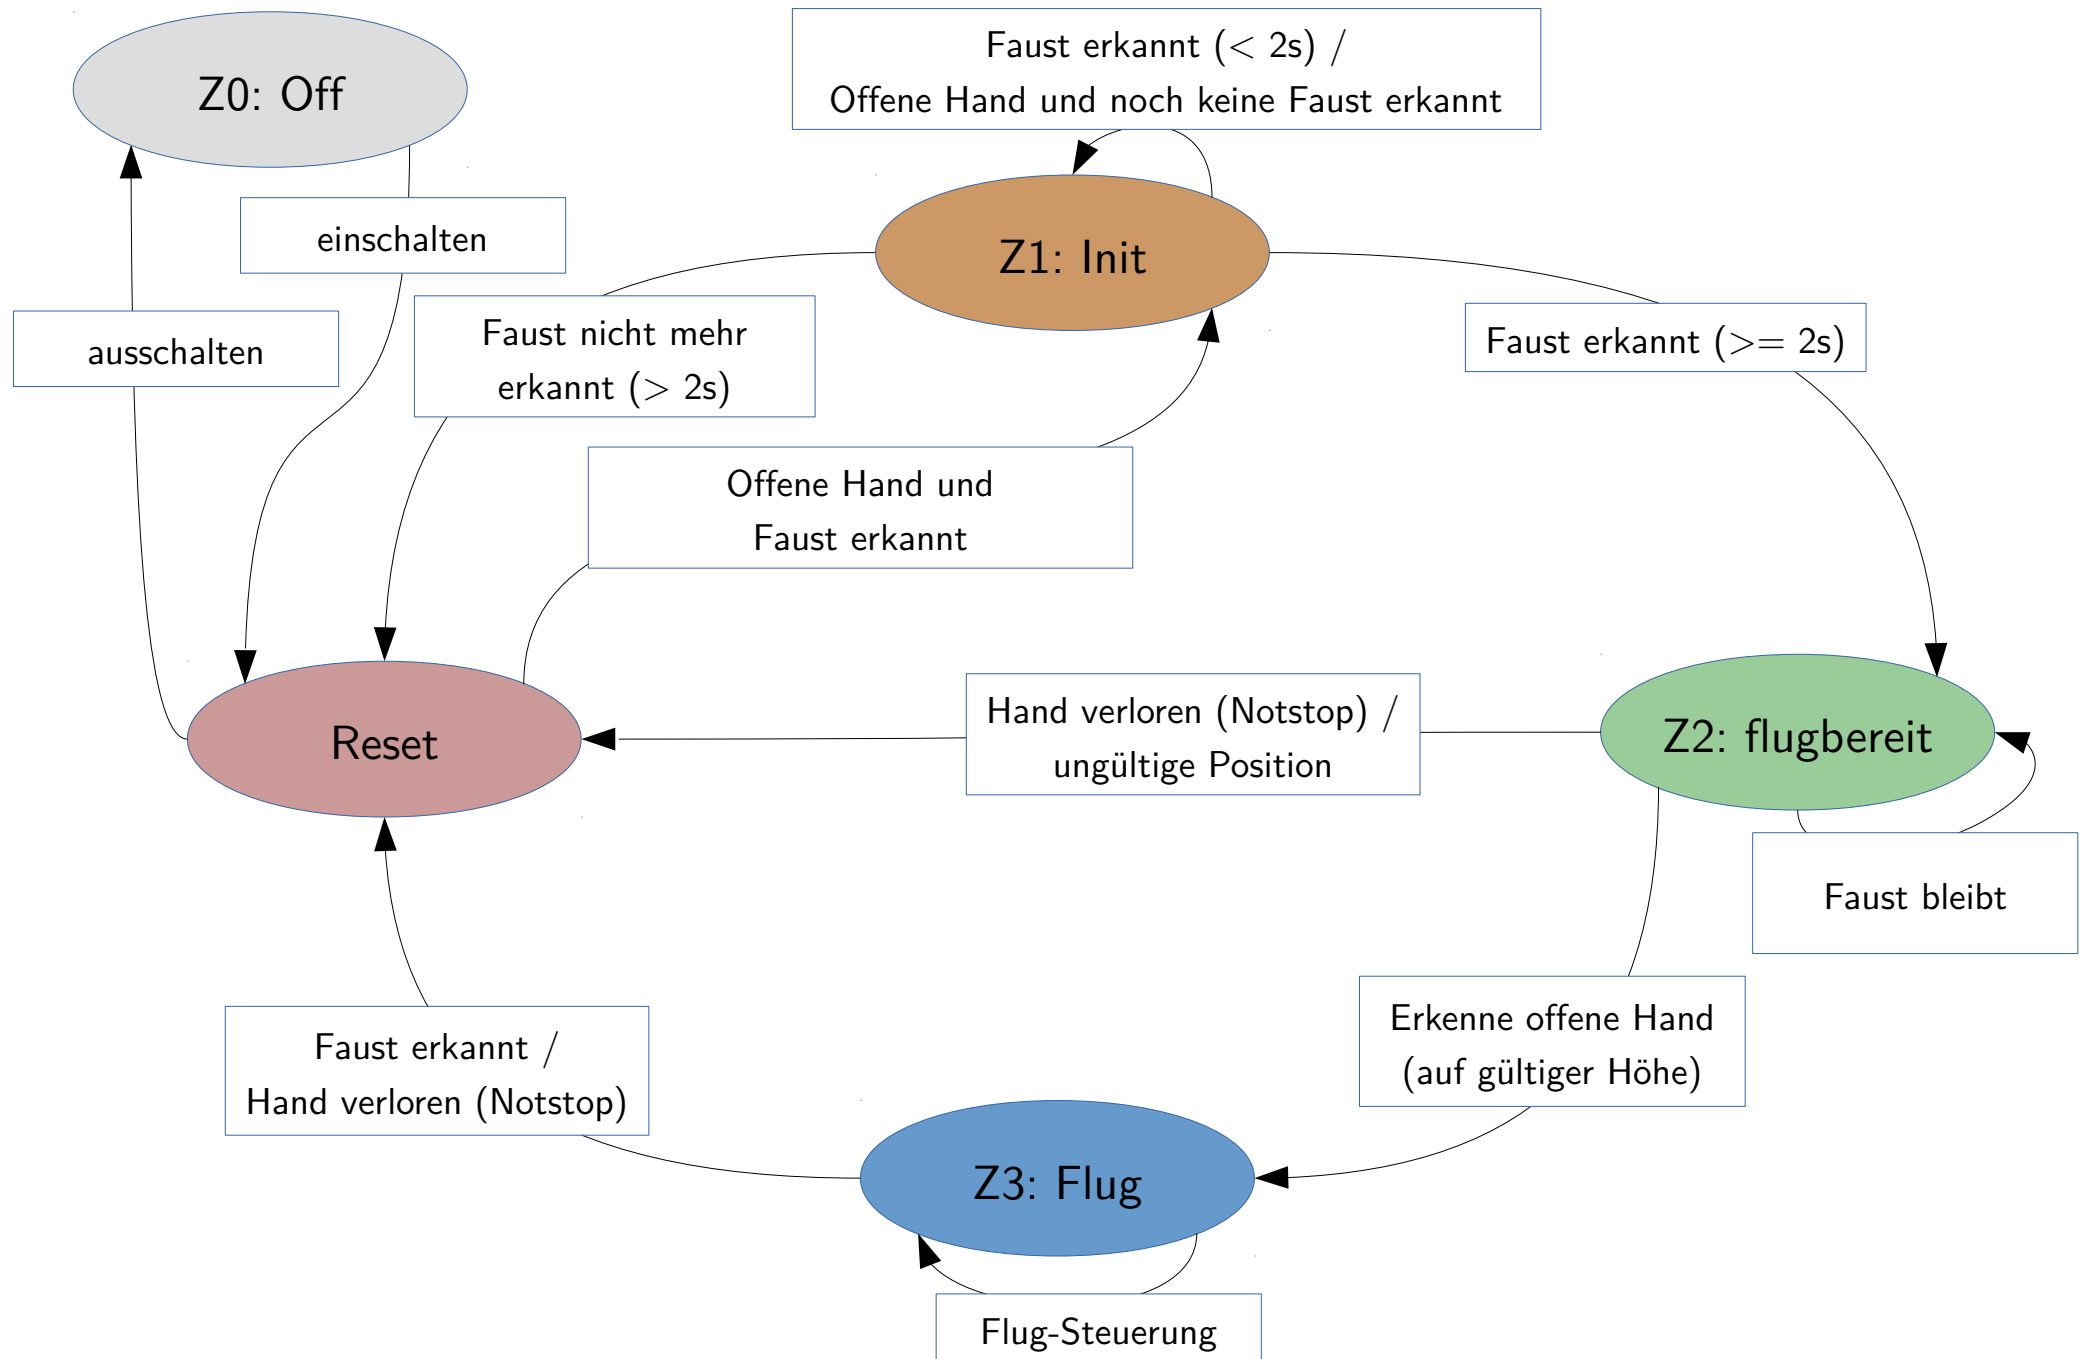 Z0: Off
Faust erkannt (< 2s) /
Offene Hand und noch keine Faust erkannt
einschalten
Z1: Init
ausschalten
Faust nicht mehr
erkannt (> 2s)
Faust erkannt (>= 2s)
Offene Hand und
Faust erkannt
Reset
Hand verloren (Notstop) /
ungültige Position
Z2: flugbereit
Faust bleibt
Erkenne offene Hand
(auf gültiger Höhe)
Faust erkannt /
Hand verloren (Notstop)
Z3: Flug
Flug-Steuerung